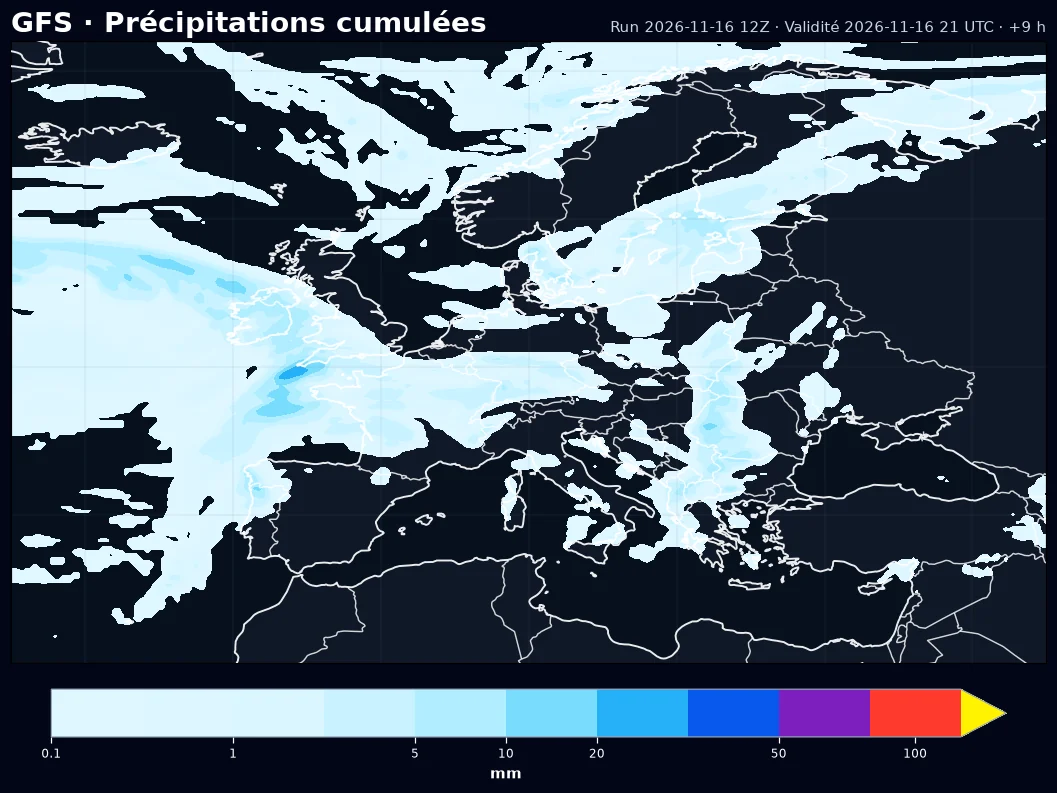 GFS · Précipitations cumulées
Run 2026-11-16 12Z · Validité 2026-11-16 21 UTC · +9 h
0.1 1 5 10 20 50 100
mm